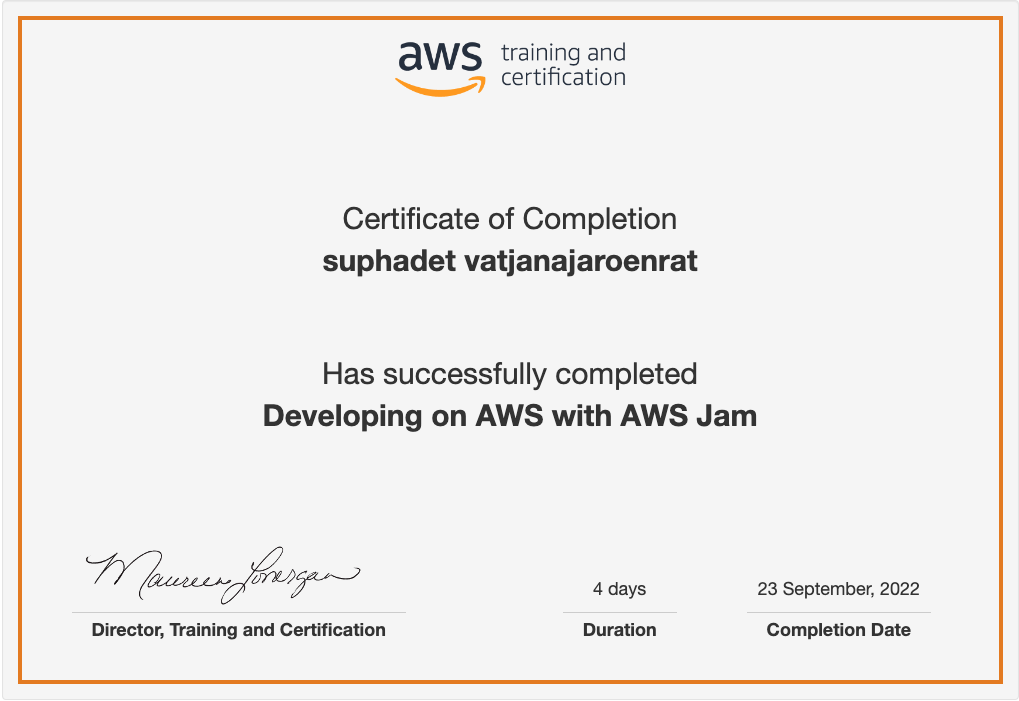 aws training and
certification
Certificate of Completion
suphadet vatjanajaroenrat
Has successfully completed
Developing on AWS with AWS Jam
Maureen Lonergan
4 days
23 September, 2022
Director, Training and Certification
Duration
Completion Date